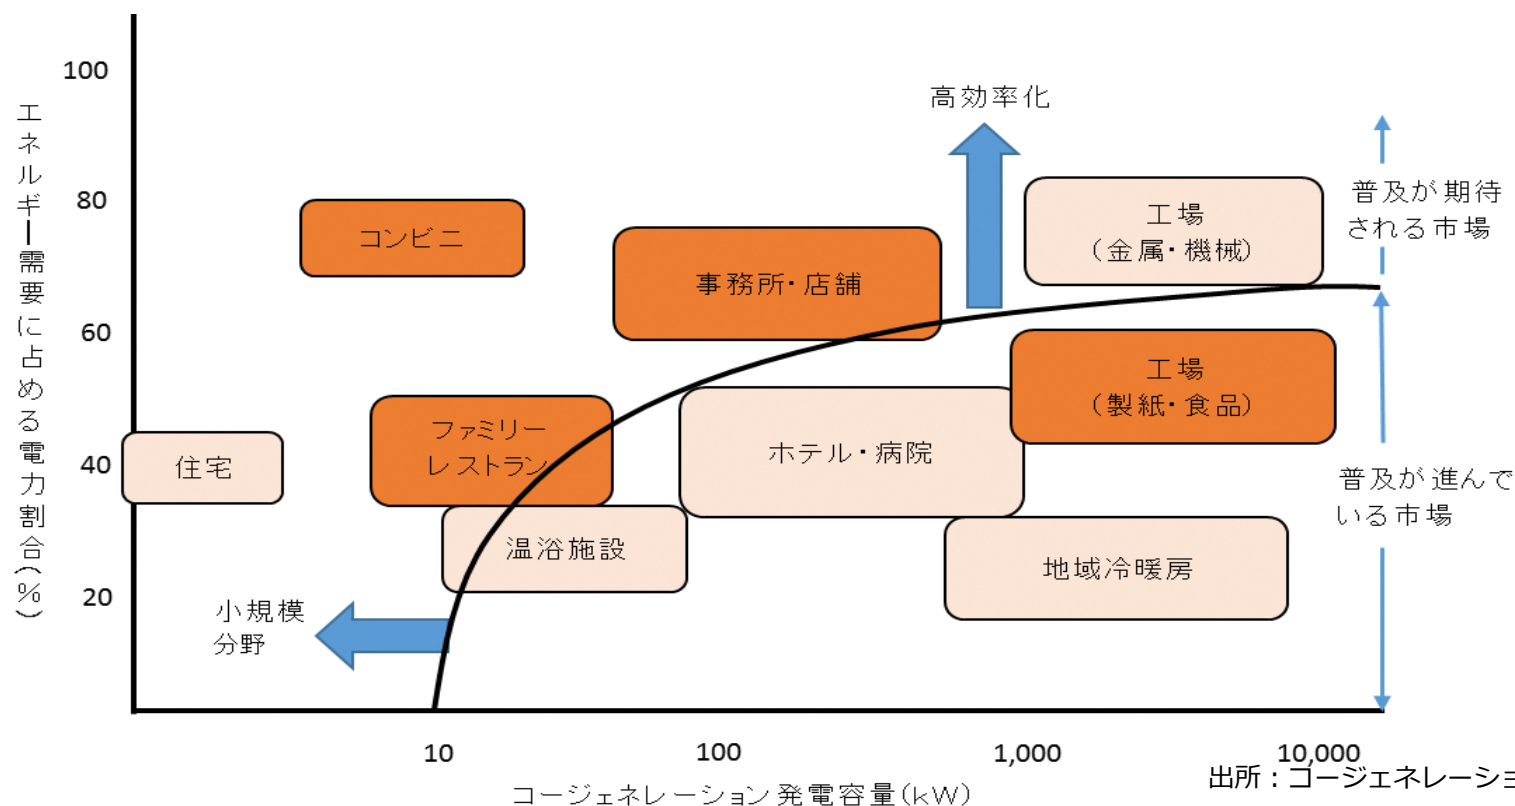 エネルギー需要に占める電力割合(%)
100
80
60
40
20
高効率化
普及が期待
される市場
工場
(金属・機械)
コンビニ
事務所・店舗
工場
(製紙・食品)
ファミリー
レストラン
住宅
ホテル・病院
普及が進んで
いる市場
温浴施設
地域冷暖房
小規模
分野
10
100
1,000
10,000
出所：コージェネレーショ
コージェネレーション発電容量(kW)